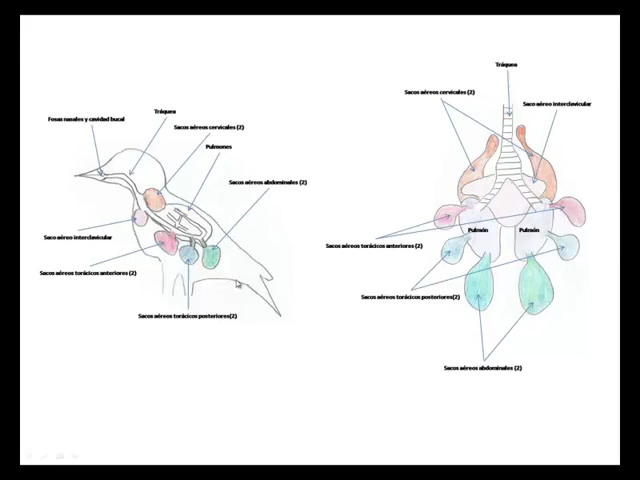 Fosas nasales y cavidad bucal
Tráquea
Sacos aéreos cervicales (2)
Pulmones
Sacos aéreos abdominales (2)
Saco aéreo interclavicular
Sacos aéreos torácicos anteriores (2)
Sacos aéreos torácicos posteriores(2)
Tráquea
Sacos aéreos cervicales (2)
Saco aéreo interclavicular
Pulmón
Pulmón
Sacos aéreos torácicos anteriores (2)
Sacos aéreos torácicos posteriores(2)
Sacos aéreos abdominales (2)